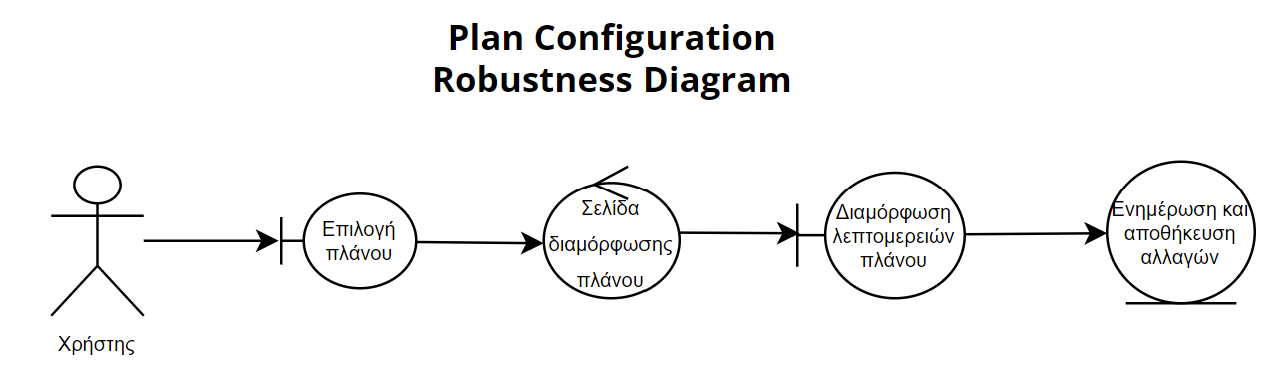 Plan Configuration
Robustness Diagram
Χρήστης
Επιλογή
πλάνου
Σελίδα
διαμόρφωσης
πλάνου
Διαμόρφωση
λεπτομερειών
πλάνου
Ενημέρωση και
αποθήκευση
αλλαγών